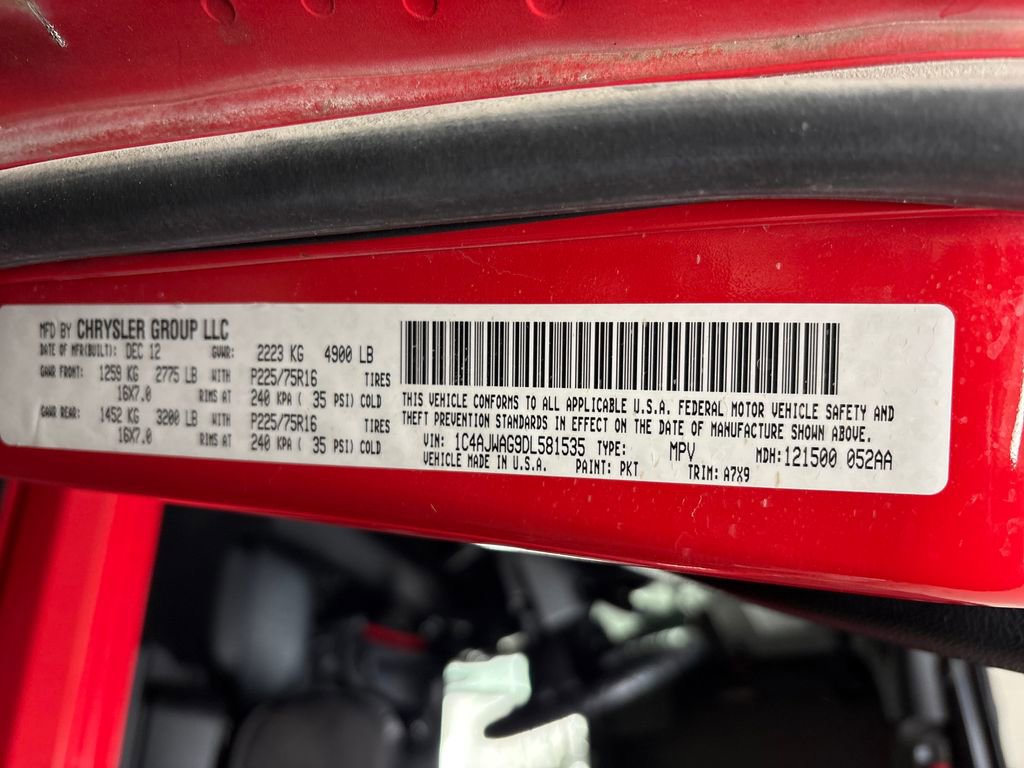 MFD BY CHRYSLER GROUP LLC
DATE OF MFR(BUILT): DEC 12 GVWR: 2223 KG 4900 LB
GAWR FRONT: 1259 KG 2775 LB WITH P225/75R16 TIRES
16X7.0 RIMS AT 240 KPA ( 35 PSI) COLD
GAWR REAR: 1452 KG 3200 LB WITH P225/75R16 TIRES
16X7.0 RIMS AT 240 KPA ( 35 PSI) COLD
THIS VEHICLE CONFORMS TO ALL APPLICABLE U.S.A. FEDERAL MOTOR VEHICLE SAFETY AND
THEFT PREVENTION STANDARDS IN EFFECT ON THE DATE OF MANUFACTURE SHOWN ABOVE.
VIN: 1C4AJWAG9DL581535 TYPE: MPV MDH:121500 052AA
VEHICLE MADE IN U.S.A. PAINT: PKT TRIM: A7X9